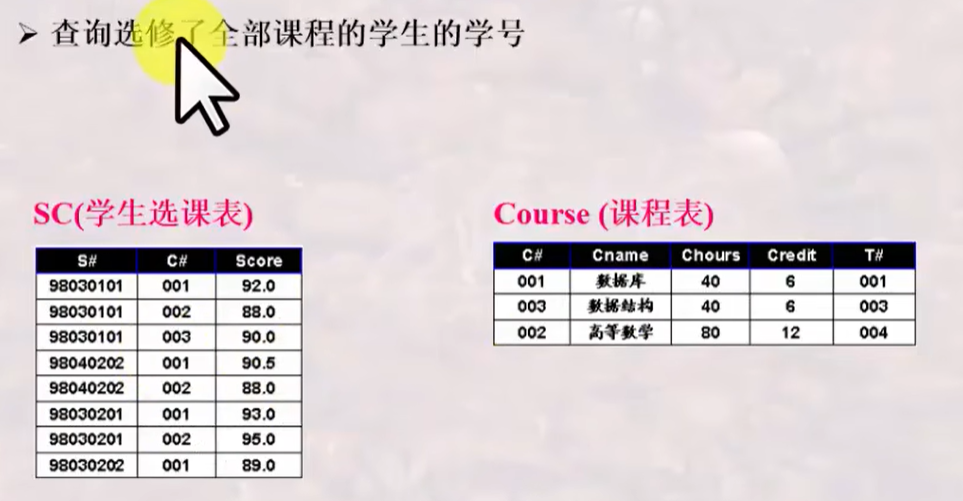 ➢ 查询选修了全部课程的学生的学号
SC(学生选课表)
S# C# Score
98030101 001 92.0
98030101 002 88.0
98030101 003 90.0
98040202 001 90.5
98040202 002 88.0
98030201 001 93.0
98030201 002 95.0
98030202 001 89.0
Course (课程表)
C# Cname Chours Credit T#
001 数据库 40 6 001
003 数据结构 40 6 003
002 高等数学 80 12 004